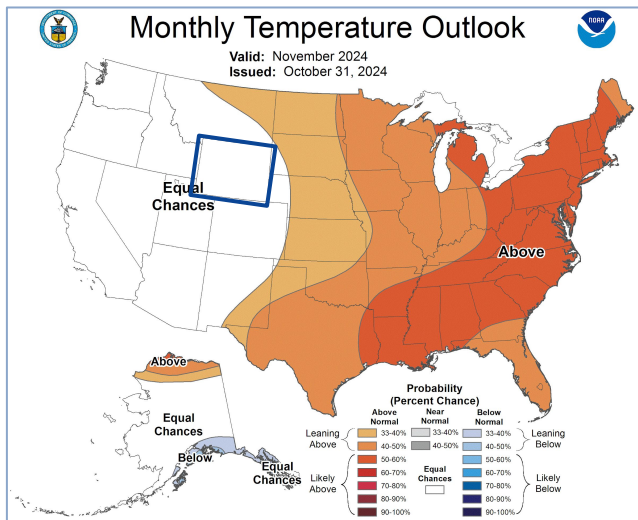 Monthly Temperature Outlook
NOAA
Valid: November 2024
Issued: October 31, 2024
Equal
Chances
Above
Above
Equal
Chances
Below
Equal
Chances
Probability
(Percent Chance)
Above
Normal
Near
Normal
Below
Normal
Leaning
Above
33-40%
33-40%
33-40%
Leaning
Below
40-50%
40-50%
40-50%
Likely
Above
50-60%
50-60%
Likely
Below
60-70%
60-70%
70-80%
70-80%
80-90%
80-90%
90-100%
90-100%
Equal
Chances